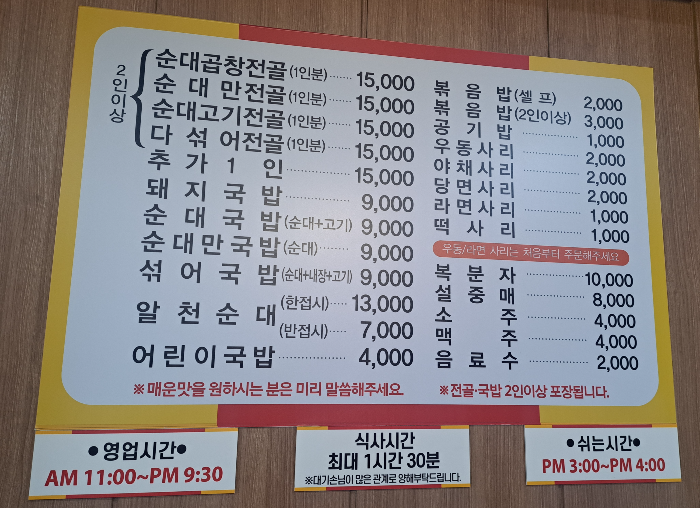 2인이상
순대곱창전골(1인분) 15,000
순대만전골(1인분) 15,000
순대고기전골(1인분) 15,000
다섞어전골(1인분) 15,000
추가1인 15,000
돼지국밥 9,000
순대국밥(순대+고기) 9,000
순대만국밥(순대) 9,000
섞어국밥(순대+내장+고기) 9,000
알천순대 (한접시) 13,000
(반접시) 7,000
어린이국밥 4,000
※매운맛을 원하시는 분은 미리 말씀해주세요
볶음밥(셀프) 2,000
볶음밥(2인이상) 3,000
공기밥 1,000
우동사리 2,000
야채사리 2,000
당면사리 2,000
라면사리 1,000
떡사리 1,000
우동/라면 사리는 처음부터 주문해주세요
복분자 10,000
설중매 8,000
소주 4,000
맥주 4,000
음료수 2,000
※전골·국밥 2인이상 포장됩니다.
●영업시간●
AM 11:00~PM 9:30
식사시간
최대 1시간 30분
※대기손님이 많은 관계로 양해부탁드립니다.
●쉬는시간●
PM 3:00~PM 4:00